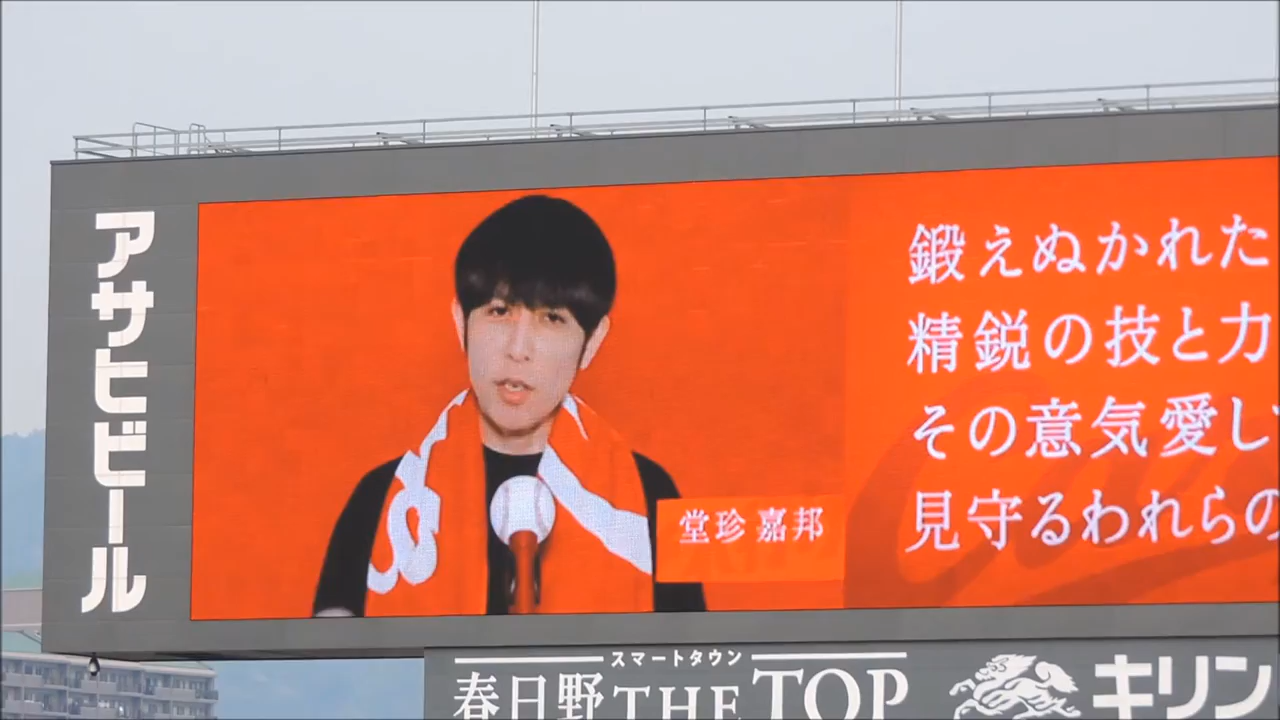 アサヒビール
鍛えぬかれた
精鋭の技と力
その意気愛し
見守るわれらの
堂珍 嘉邦
スマートタウン
春日野 THE TOP
キリン